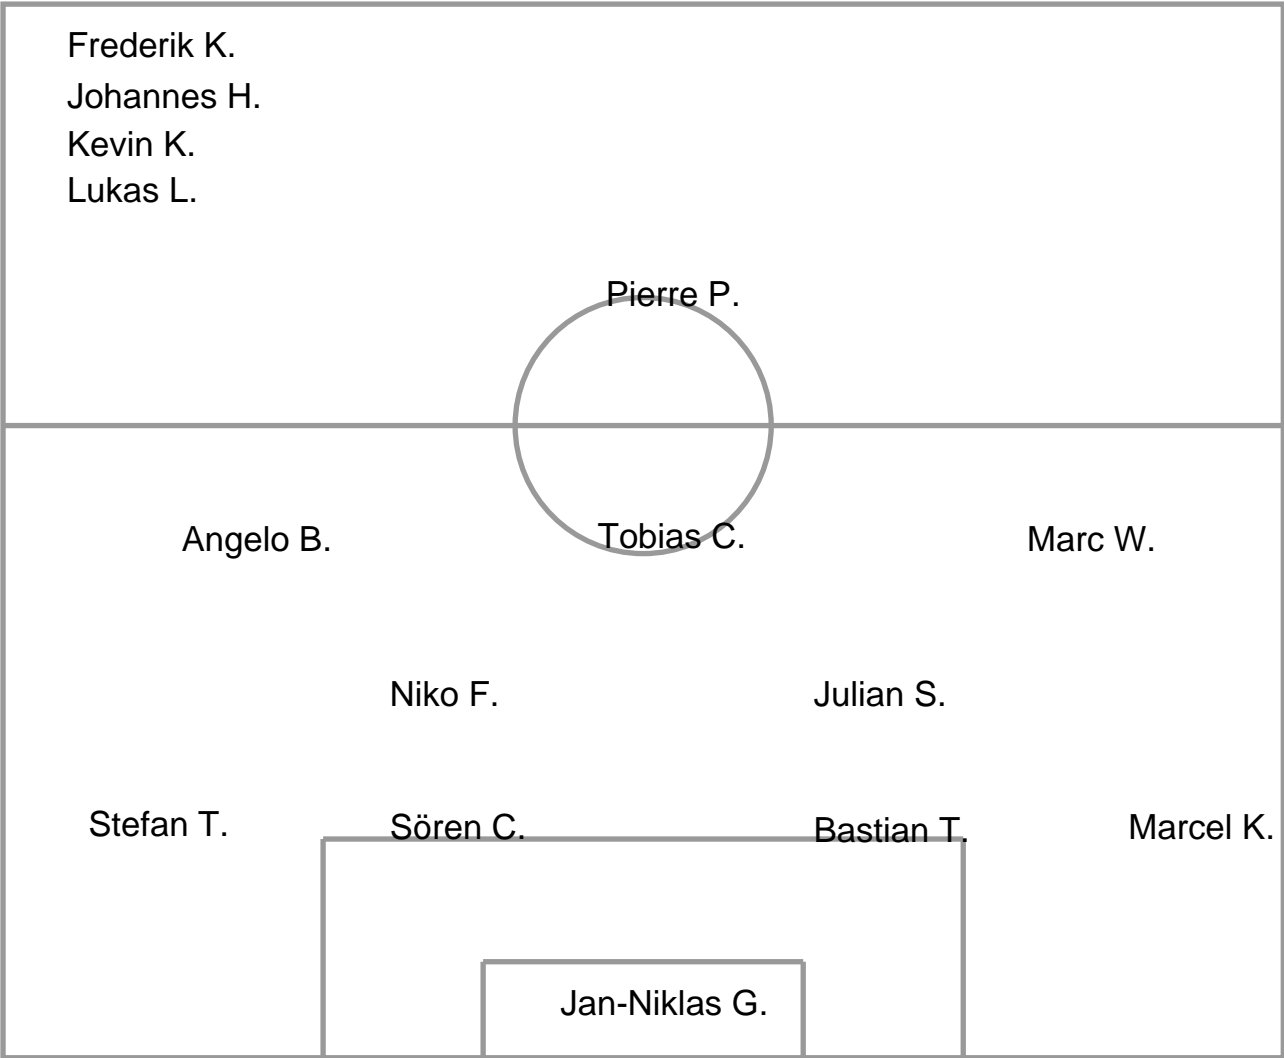 Frederik K.
Johannes H.
Kevin K.
Lukas L.
Pierre P.
Angelo B.
Tobias C.
Marc W.
Niko F.
Julian S.
Stefan T.
Sören C.
Bastian T.
Marcel K.
Jan-Niklas G.